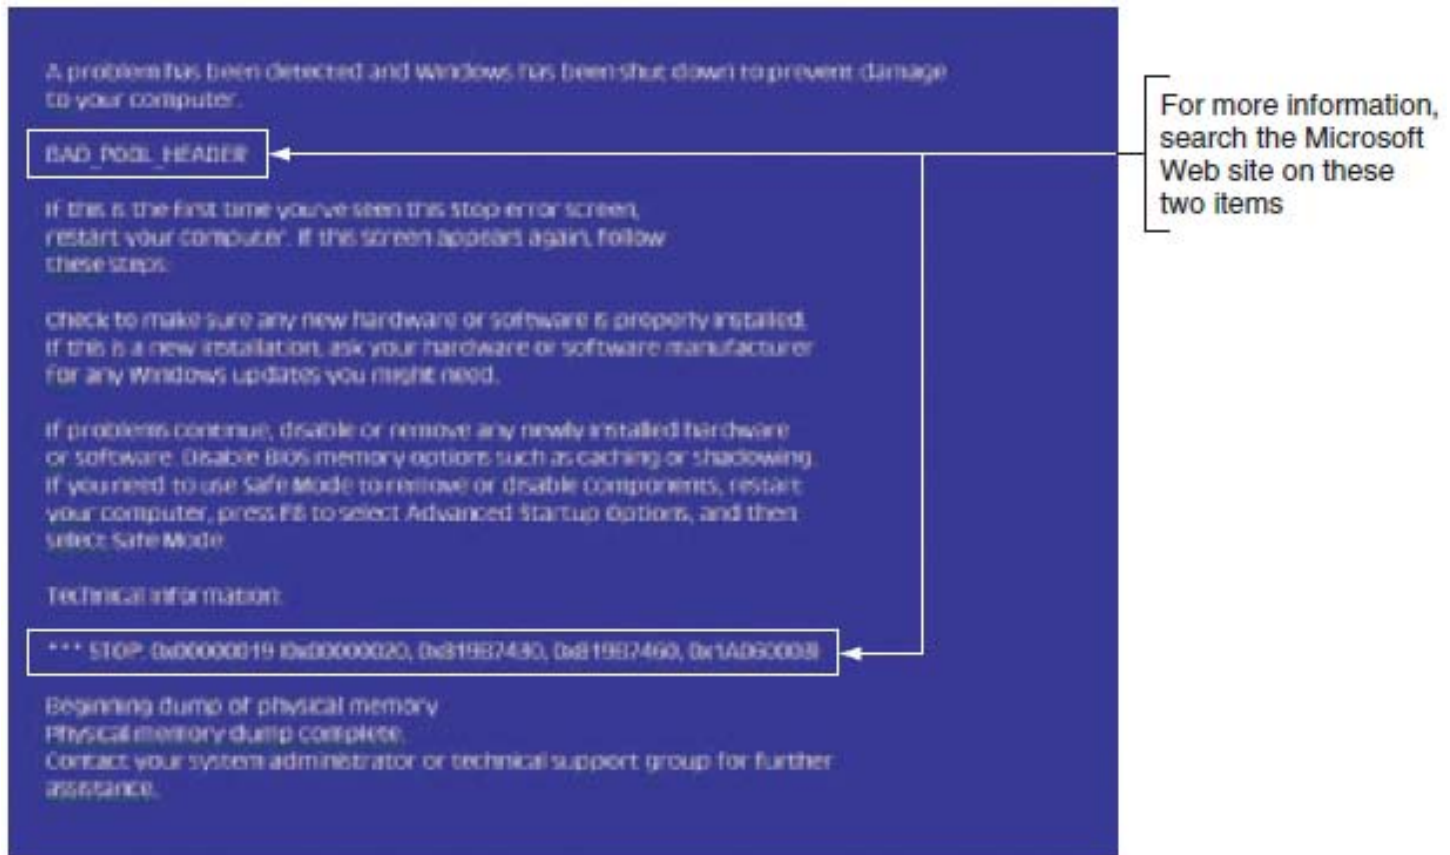 A problem has been detected and Windows has been shut down to prevent damage
to your computer.
BAD_POOL_HEADER
If this is the first time you've seen this Stop error screen,
restart your computer. If this screen appears again, follow
these steps:
Check to make sure any new hardware or software is properly installed.
If this is a new installation, ask your hardware or software manufacturer
for any Windows updates you might need.
If problems continue, disable or remove any newly installed hardware
or software. Disable BIOS memory options such as caching or shadowing.
If you need to use Safe Mode to remove or disable components, restart
your computer, press F8 to select Advanced Startup Options, and then
select Safe Mode.
Technical information:
*** STOP: 0x00000019 (0x00000020,
Beginning dump of physical memory
Physical memory dump complete.
Contact your system administrator or technical support group for further
assistance.
For more information,
search the Microsoft
Web site on these
two items